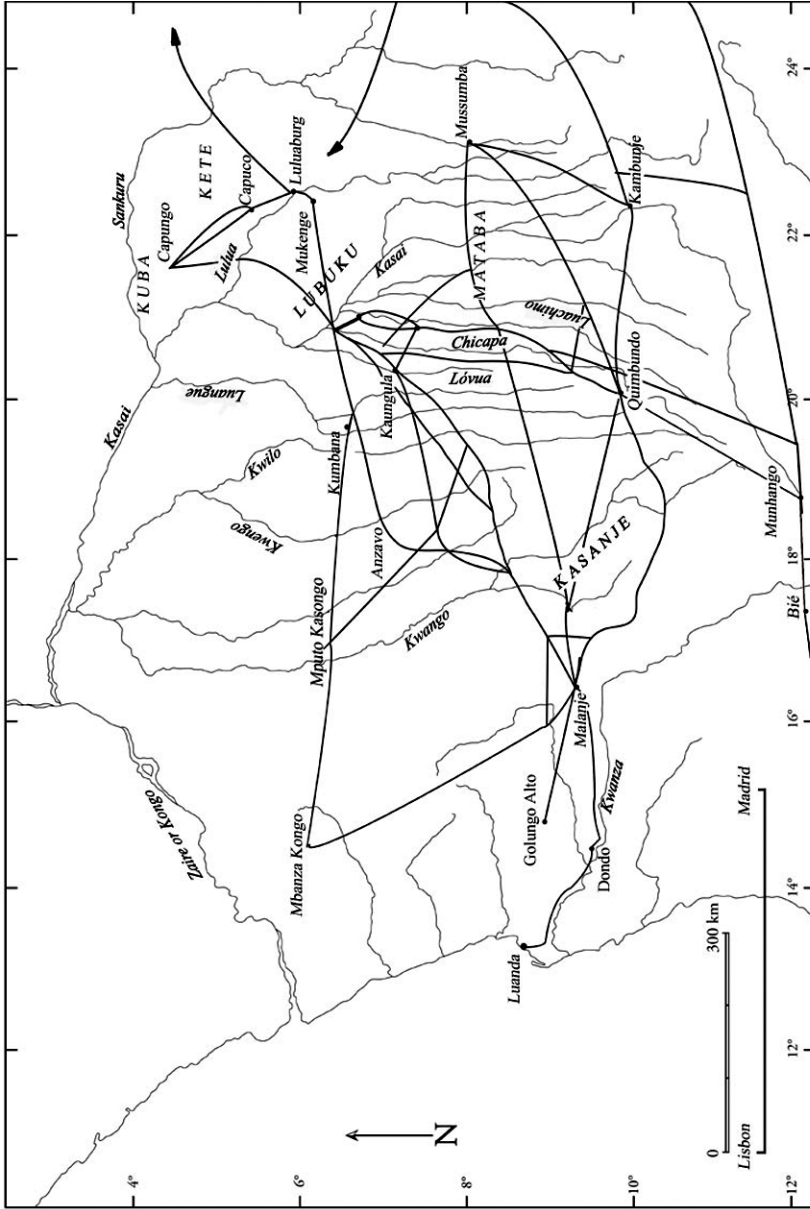 4°
6°
8°
10°
12°
12°
14°
16°
18°
20°
22°
24°
Sankuru
KUBA
KETE
Capungo
Capuco
Luluaburg
Mukenge
Lulua
LUBUKU
Kasai
Mussumba
MATABA
Kambunje
Luachimo
Chicapa
Lóvua
Kaungula
Quimbundo
Kasai
Luangue
Kwilo
Kumbana
Kwengo
Anzavo
Mputo Kasongo
Kwango
KASANJE
Munhango
Bié
Malanje
Zaire or Kongo
Mbanza Kongo
Golungo Alto
Kwanza
Dondo
Luanda
N
0
300 km
Lisbon
Madrid